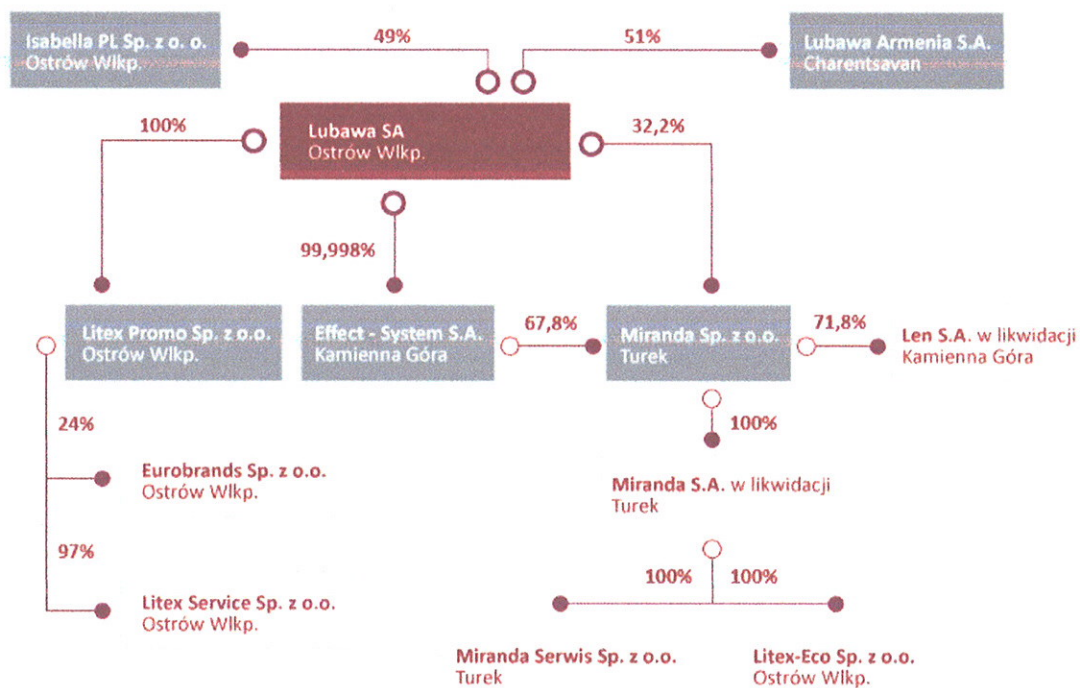 Isabella PL Sp. z o. o.
Ostrów Wlkp.
49%
51%
Lubawa Armenia S.A.
Charentsavan
100%
Lubawa SA
Ostrów Wlkp.
32,2%
99,998%
Litex Promo Sp. z o.o.
Ostrów Wlkp.
Effect - System S.A.
Kamienna Góra
67,8%
Miranda Sp. z o.o.
Turek
71,8%
Len S.A. w likwidacji
Kamienna Góra
24%
100%
Eurobrands Sp. z o.o.
Ostrów Wlkp.
Miranda S.A. w likwidacji
Turek
97%
100%
100%
Litex Service Sp. z o.o.
Ostrów Wlkp.
Miranda Serwis Sp. z o.o.
Turek
Litex-Eco Sp. z o.o.
Ostrów Wlkp.